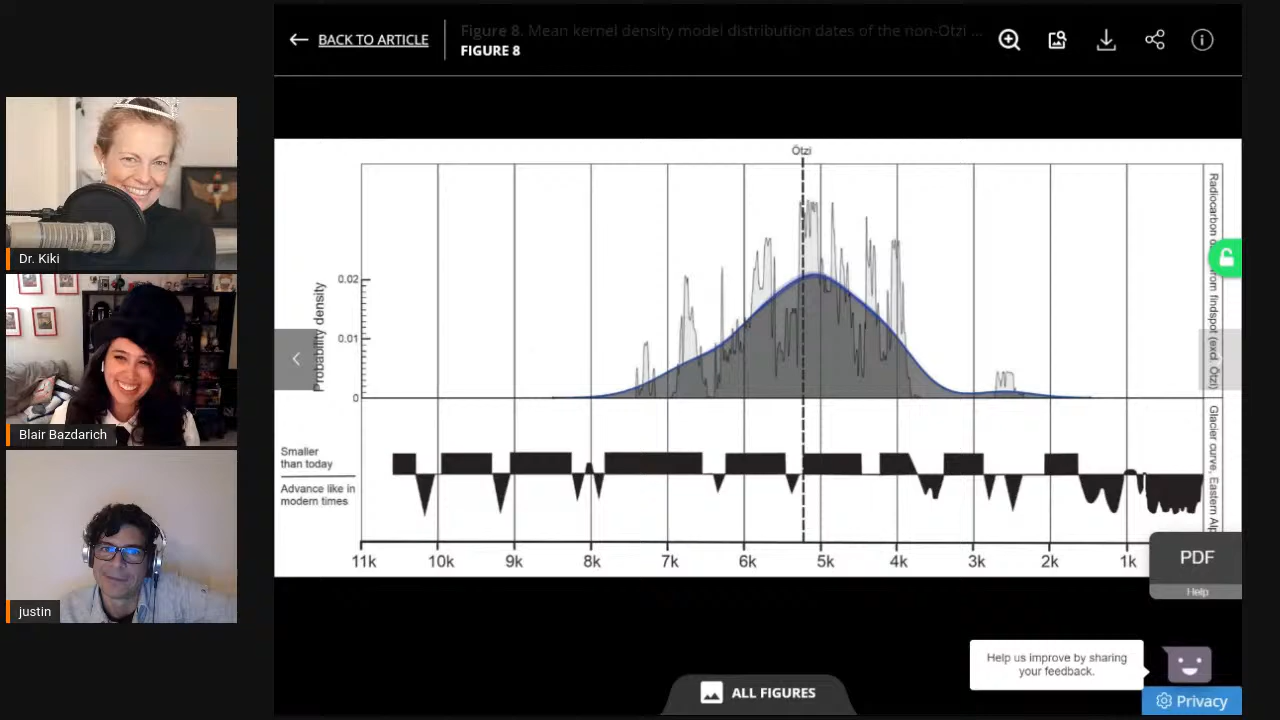 BACK TO ARTICLE
Figure 8. Mean kernel density model distribution dates of the non-Otzi ...
FIGURE 8
Dr. Kiki
Blair Bazdarich
justin
Ötzi
Probability density
0.02
0.01
0
Radiocarbon
from findspot (excl. Ötzi)
Smaller
than today
Advance like in
modern times
Glacier curve, Eastern Alp
11k 10k 9k 8k 7k 6k 5k 4k 3k 2k 1k
PDF
Help
Help us improve by sharing
your feedback.
Privacy
ALL FIGURES